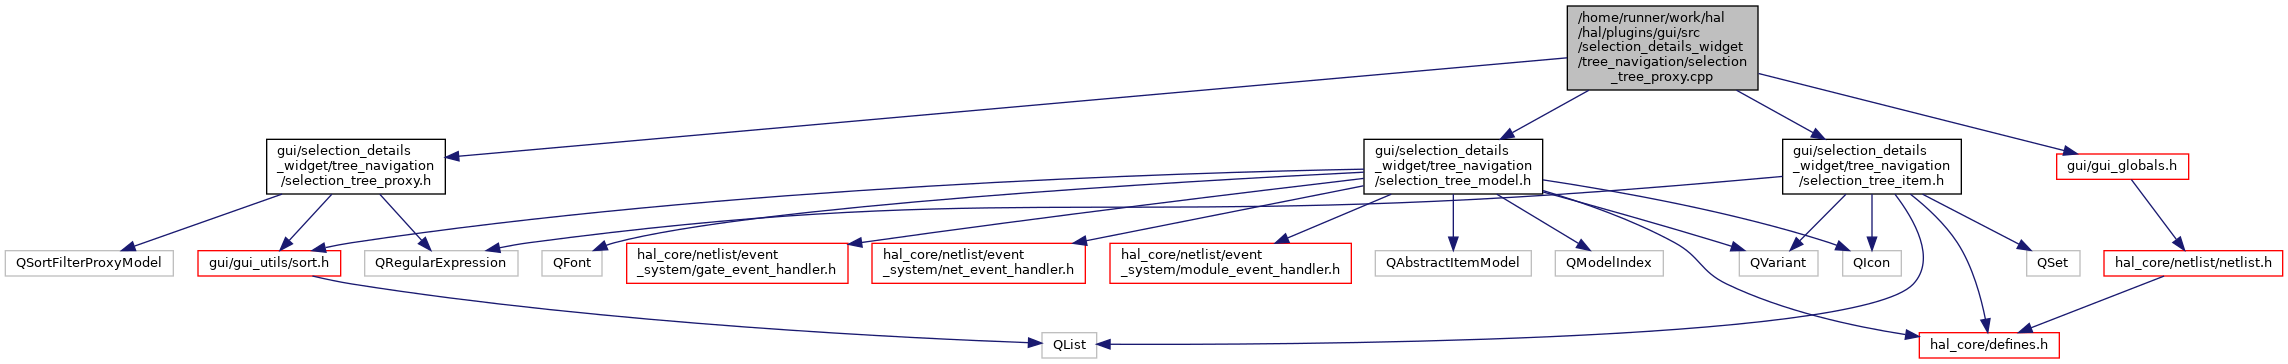 /home/runner/work/hal
/hal/plugins/gui/src
/selection_details_widget
/tree_navigation/selection
_tree_proxy.cpp
gui/selection_details
_widget/tree_navigation
/selection_tree_proxy.h
gui/selection_details
_widget/tree_navigation
/selection_tree_model.h
gui/selection_details
_widget/tree_navigation
/selection_tree_item.h
gui/gui_globals.h
QSortFilterProxyModel
gui/gui_utils/sort.h
QRegularExpression
QFont
hal_core/netlist/event
_system/gate_event_handler.h
hal_core/netlist/event
_system/net_event_handler.h
hal_core/netlist/event
_system/module_event_handler.h
QAbstractItemModel
QModelIndex
QVariant
QIcon
QSet
hal_core/netlist/netlist.h
QList
hal_core/defines.h